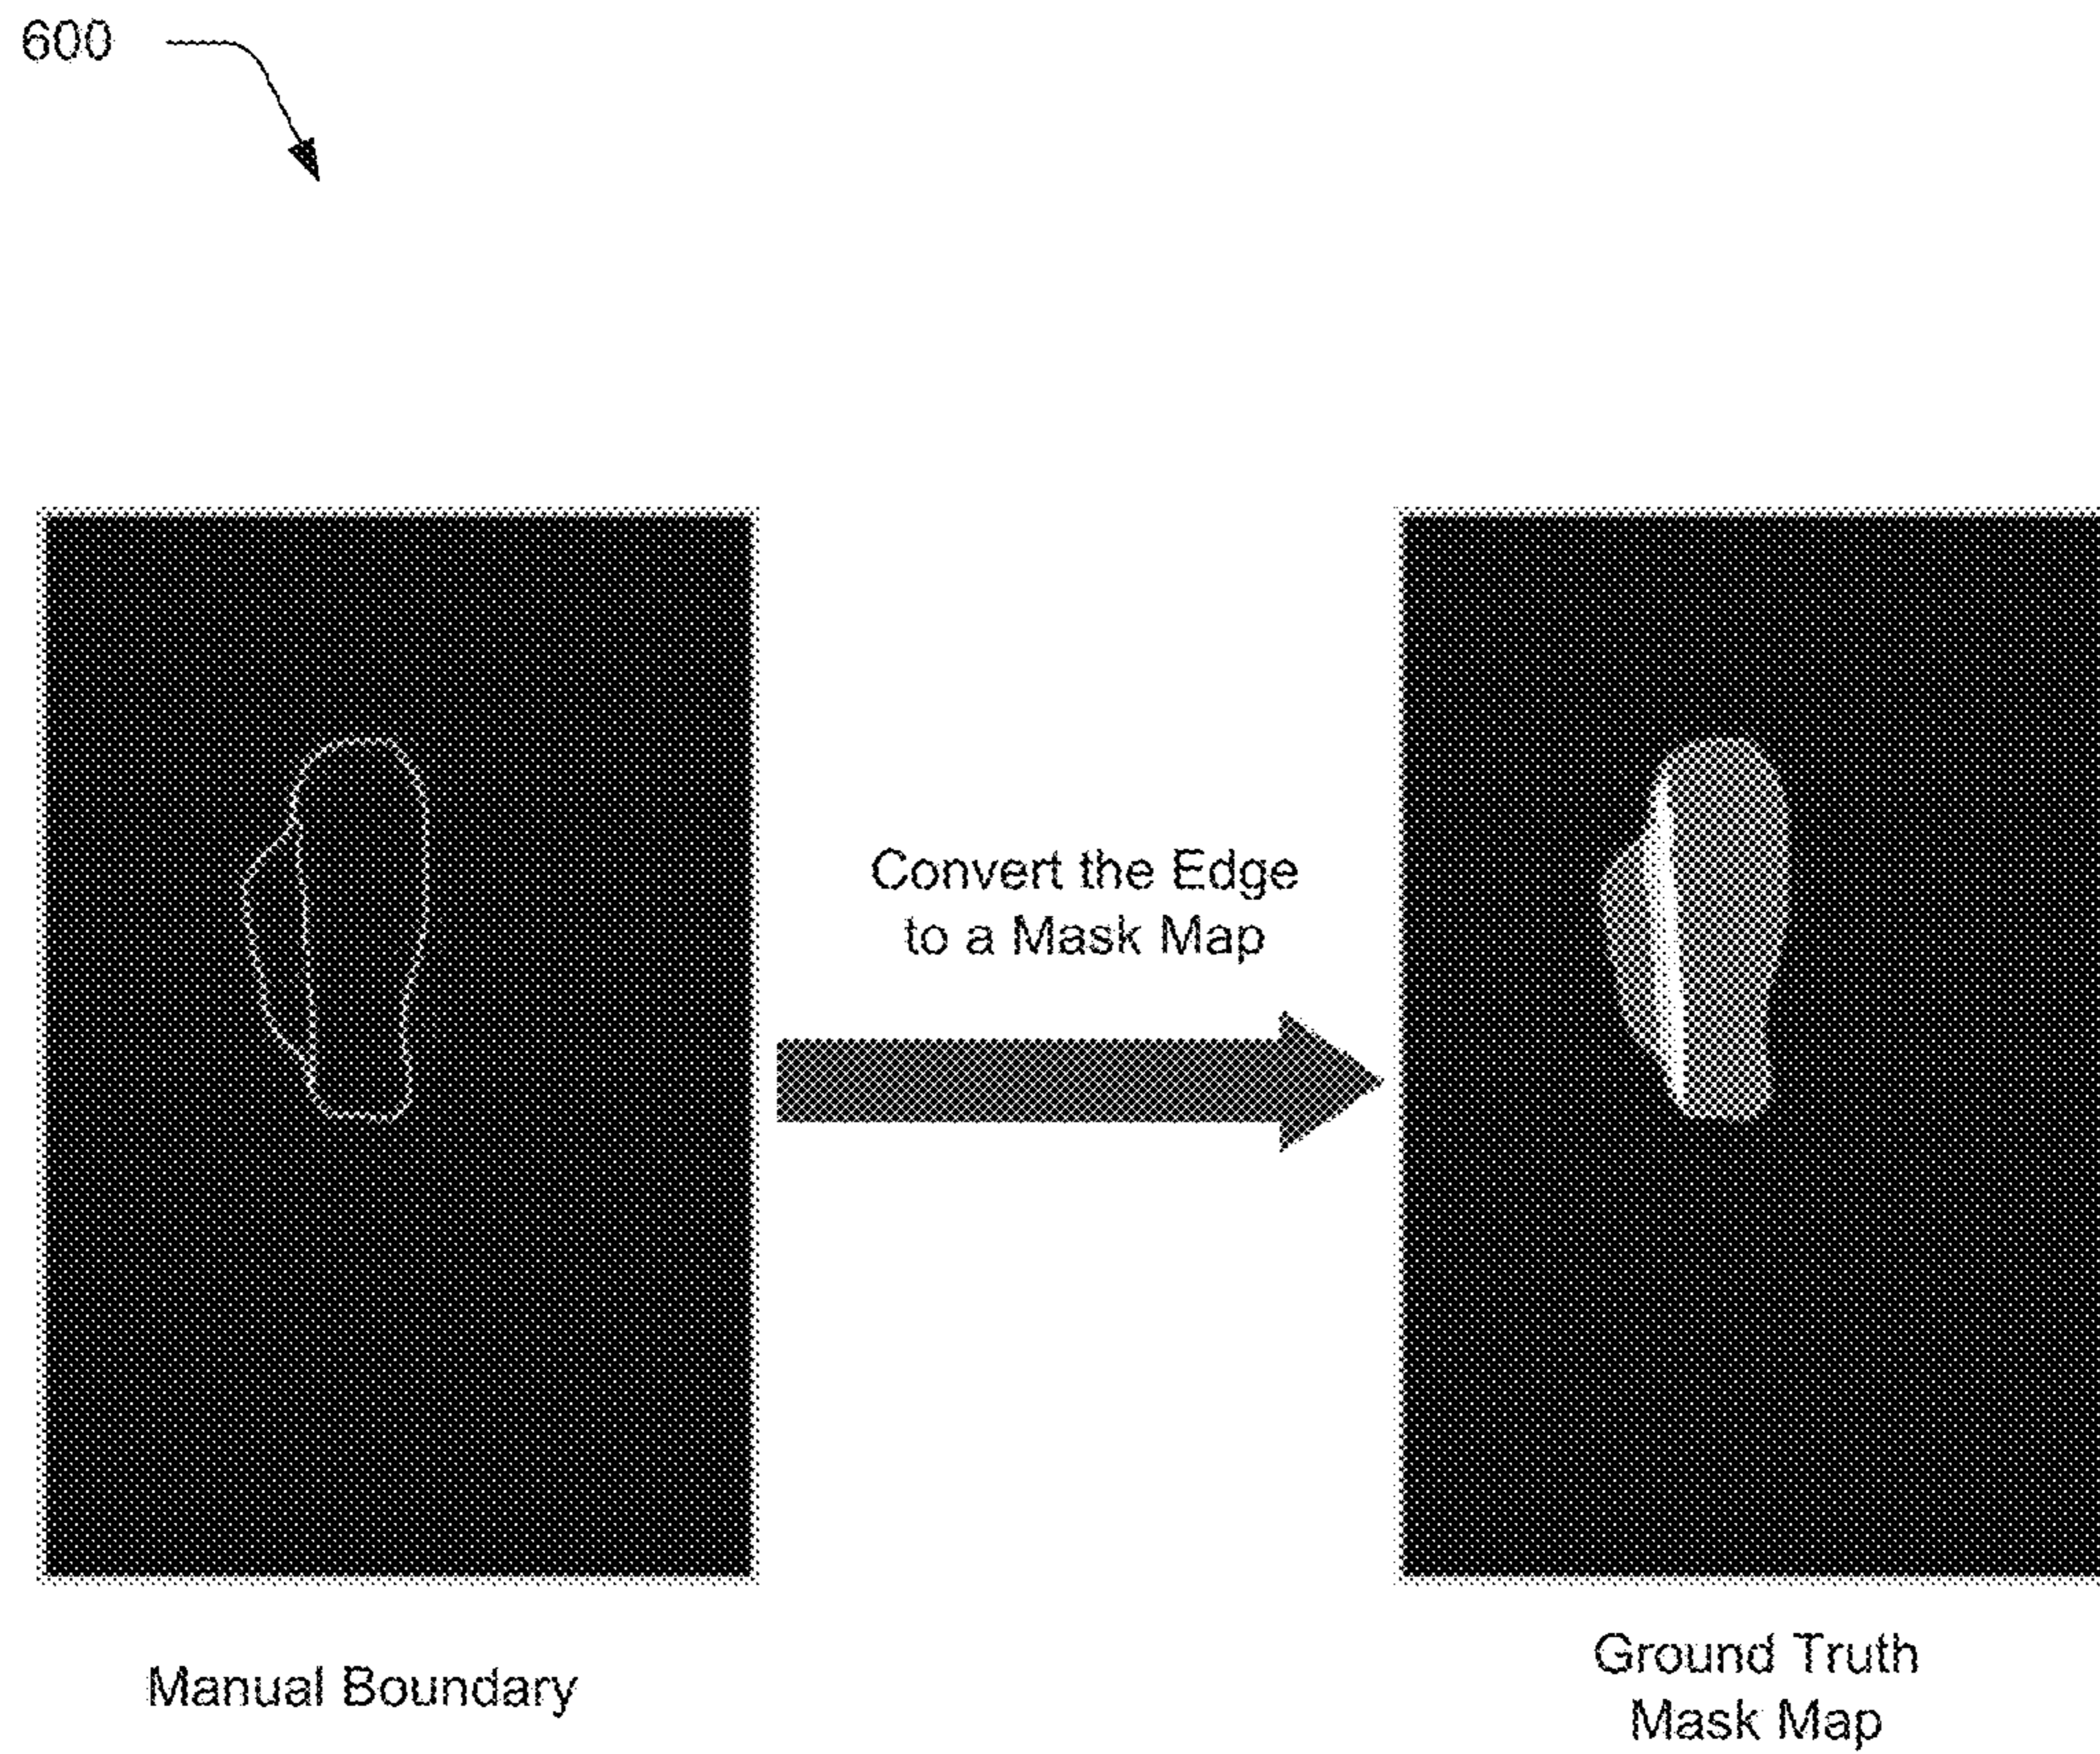 600
Convert the Edge
to a Mask Map
Manual Boundary
Ground Truth
Mask Map